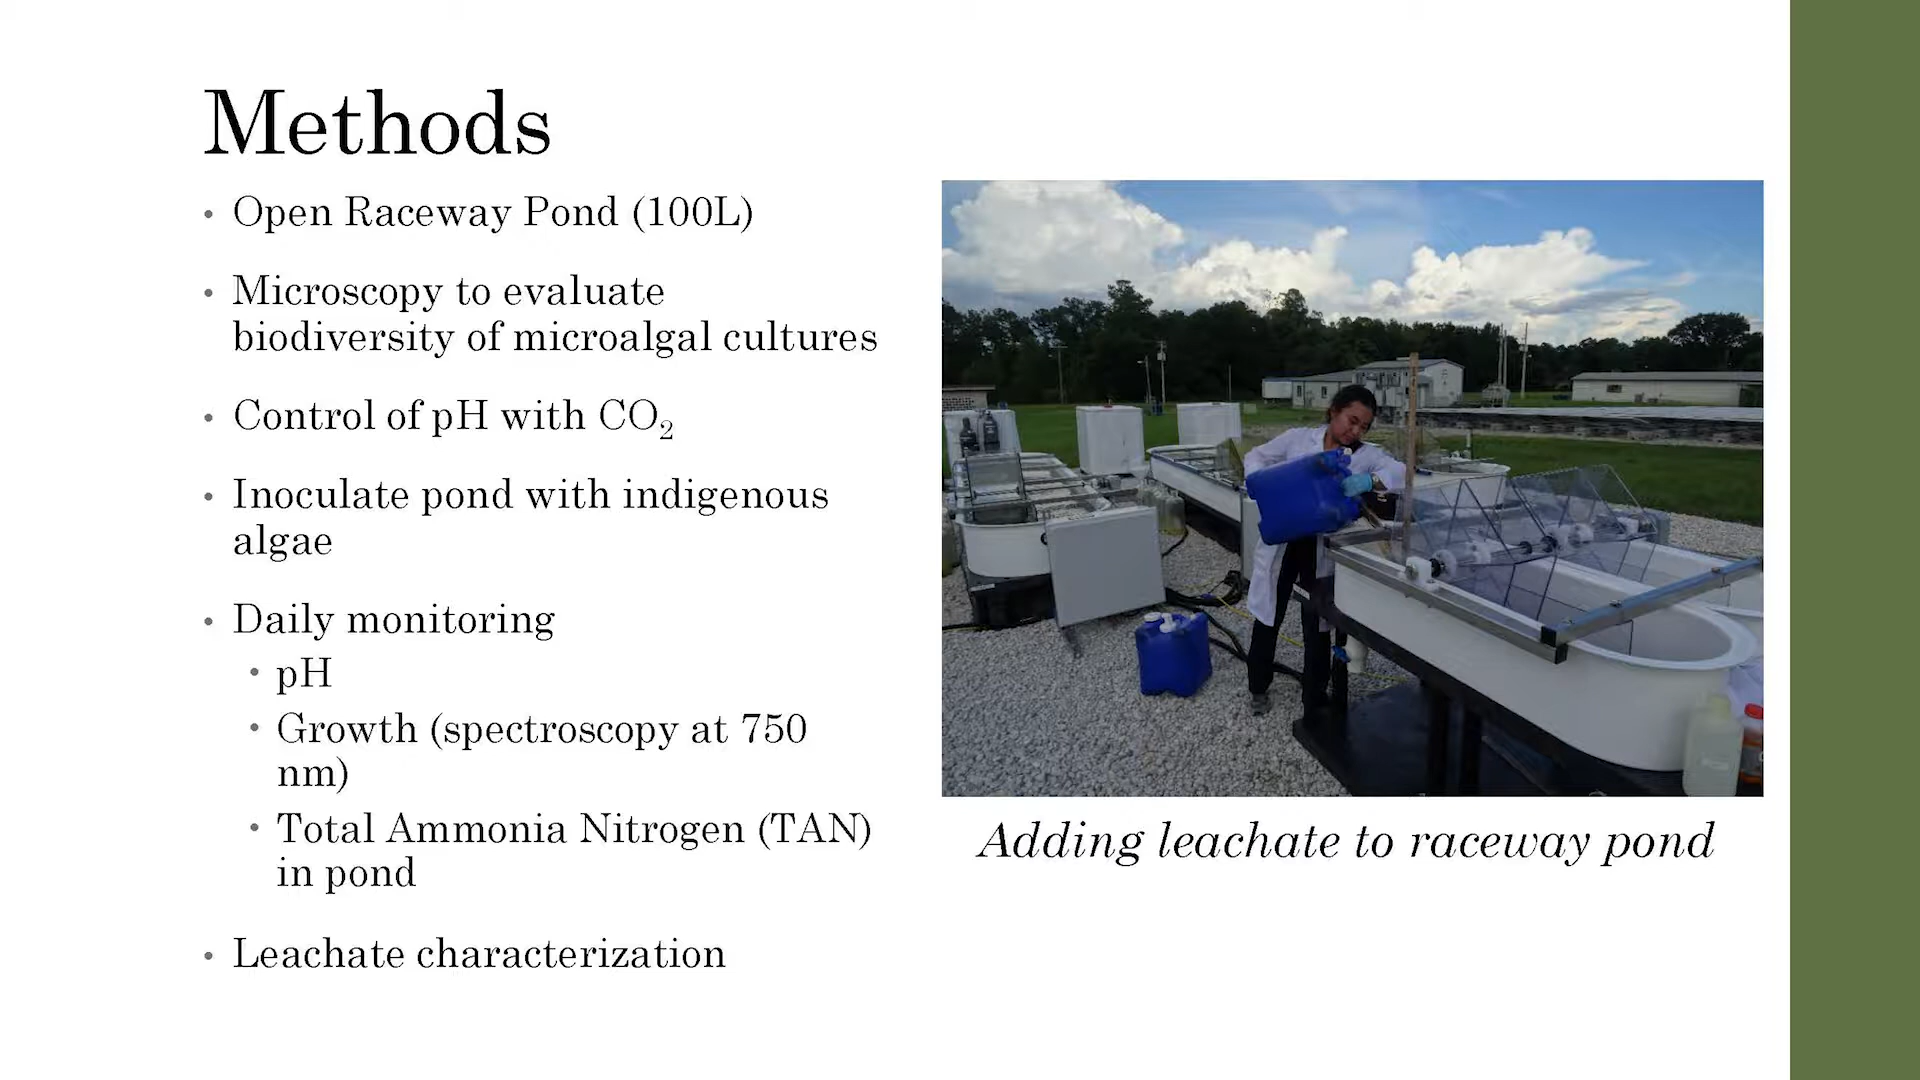 Methods
Open Raceway Pond (100L)
Microscopy to evaluate
biodiversity of microalgal cultures
Control of pH with CO₂
Inoculate pond with indigenous
algae
Daily monitoring
pH
Growth (spectroscopy at 750
nm)
Total Ammonia Nitrogen (TAN)
in pond
Leachate characterization
Adding leachate to raceway pond